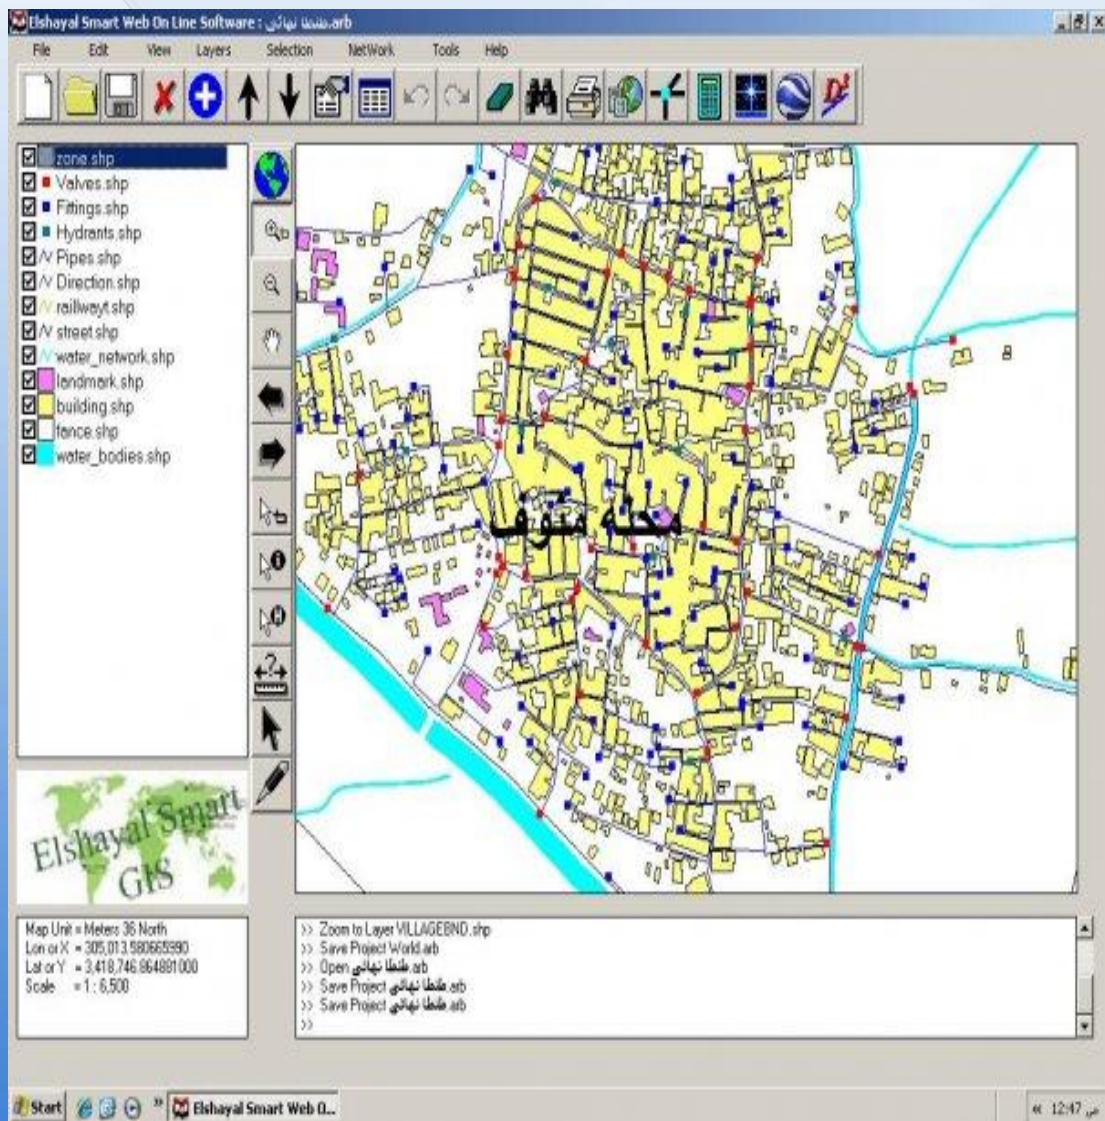 Elshayal Smart Web On Line Software : طنطا نهائى.arb
File Edit View Layers Selection NetWork Tools Help
zone.shp
Valves.shp
Fittings.shp
Hydrants.shp
Pipes.shp
Direction.shp
raillwayt.shp
street.shp
water_network.shp
landmark.shp
building.shp
fance.shp
water_bodies.shp
محله منوف
Elshayal Smart
GIS
Map Unit = Meters 36 North
Lon or X = 305,013.580665990
Lat or Y = 3,418,746.864881000
Scale = 1 : 6,500
>> Zoom to Layer VILLAGEBND.shp
>> Save Project World.arb
>> Open طنطا نهائى.arb
>> Save Project طنطا نهائى.arb
>> Save Project طنطا نهائى.arb
>>
Start » Elshayal Smart Web O... « 12:47 ص